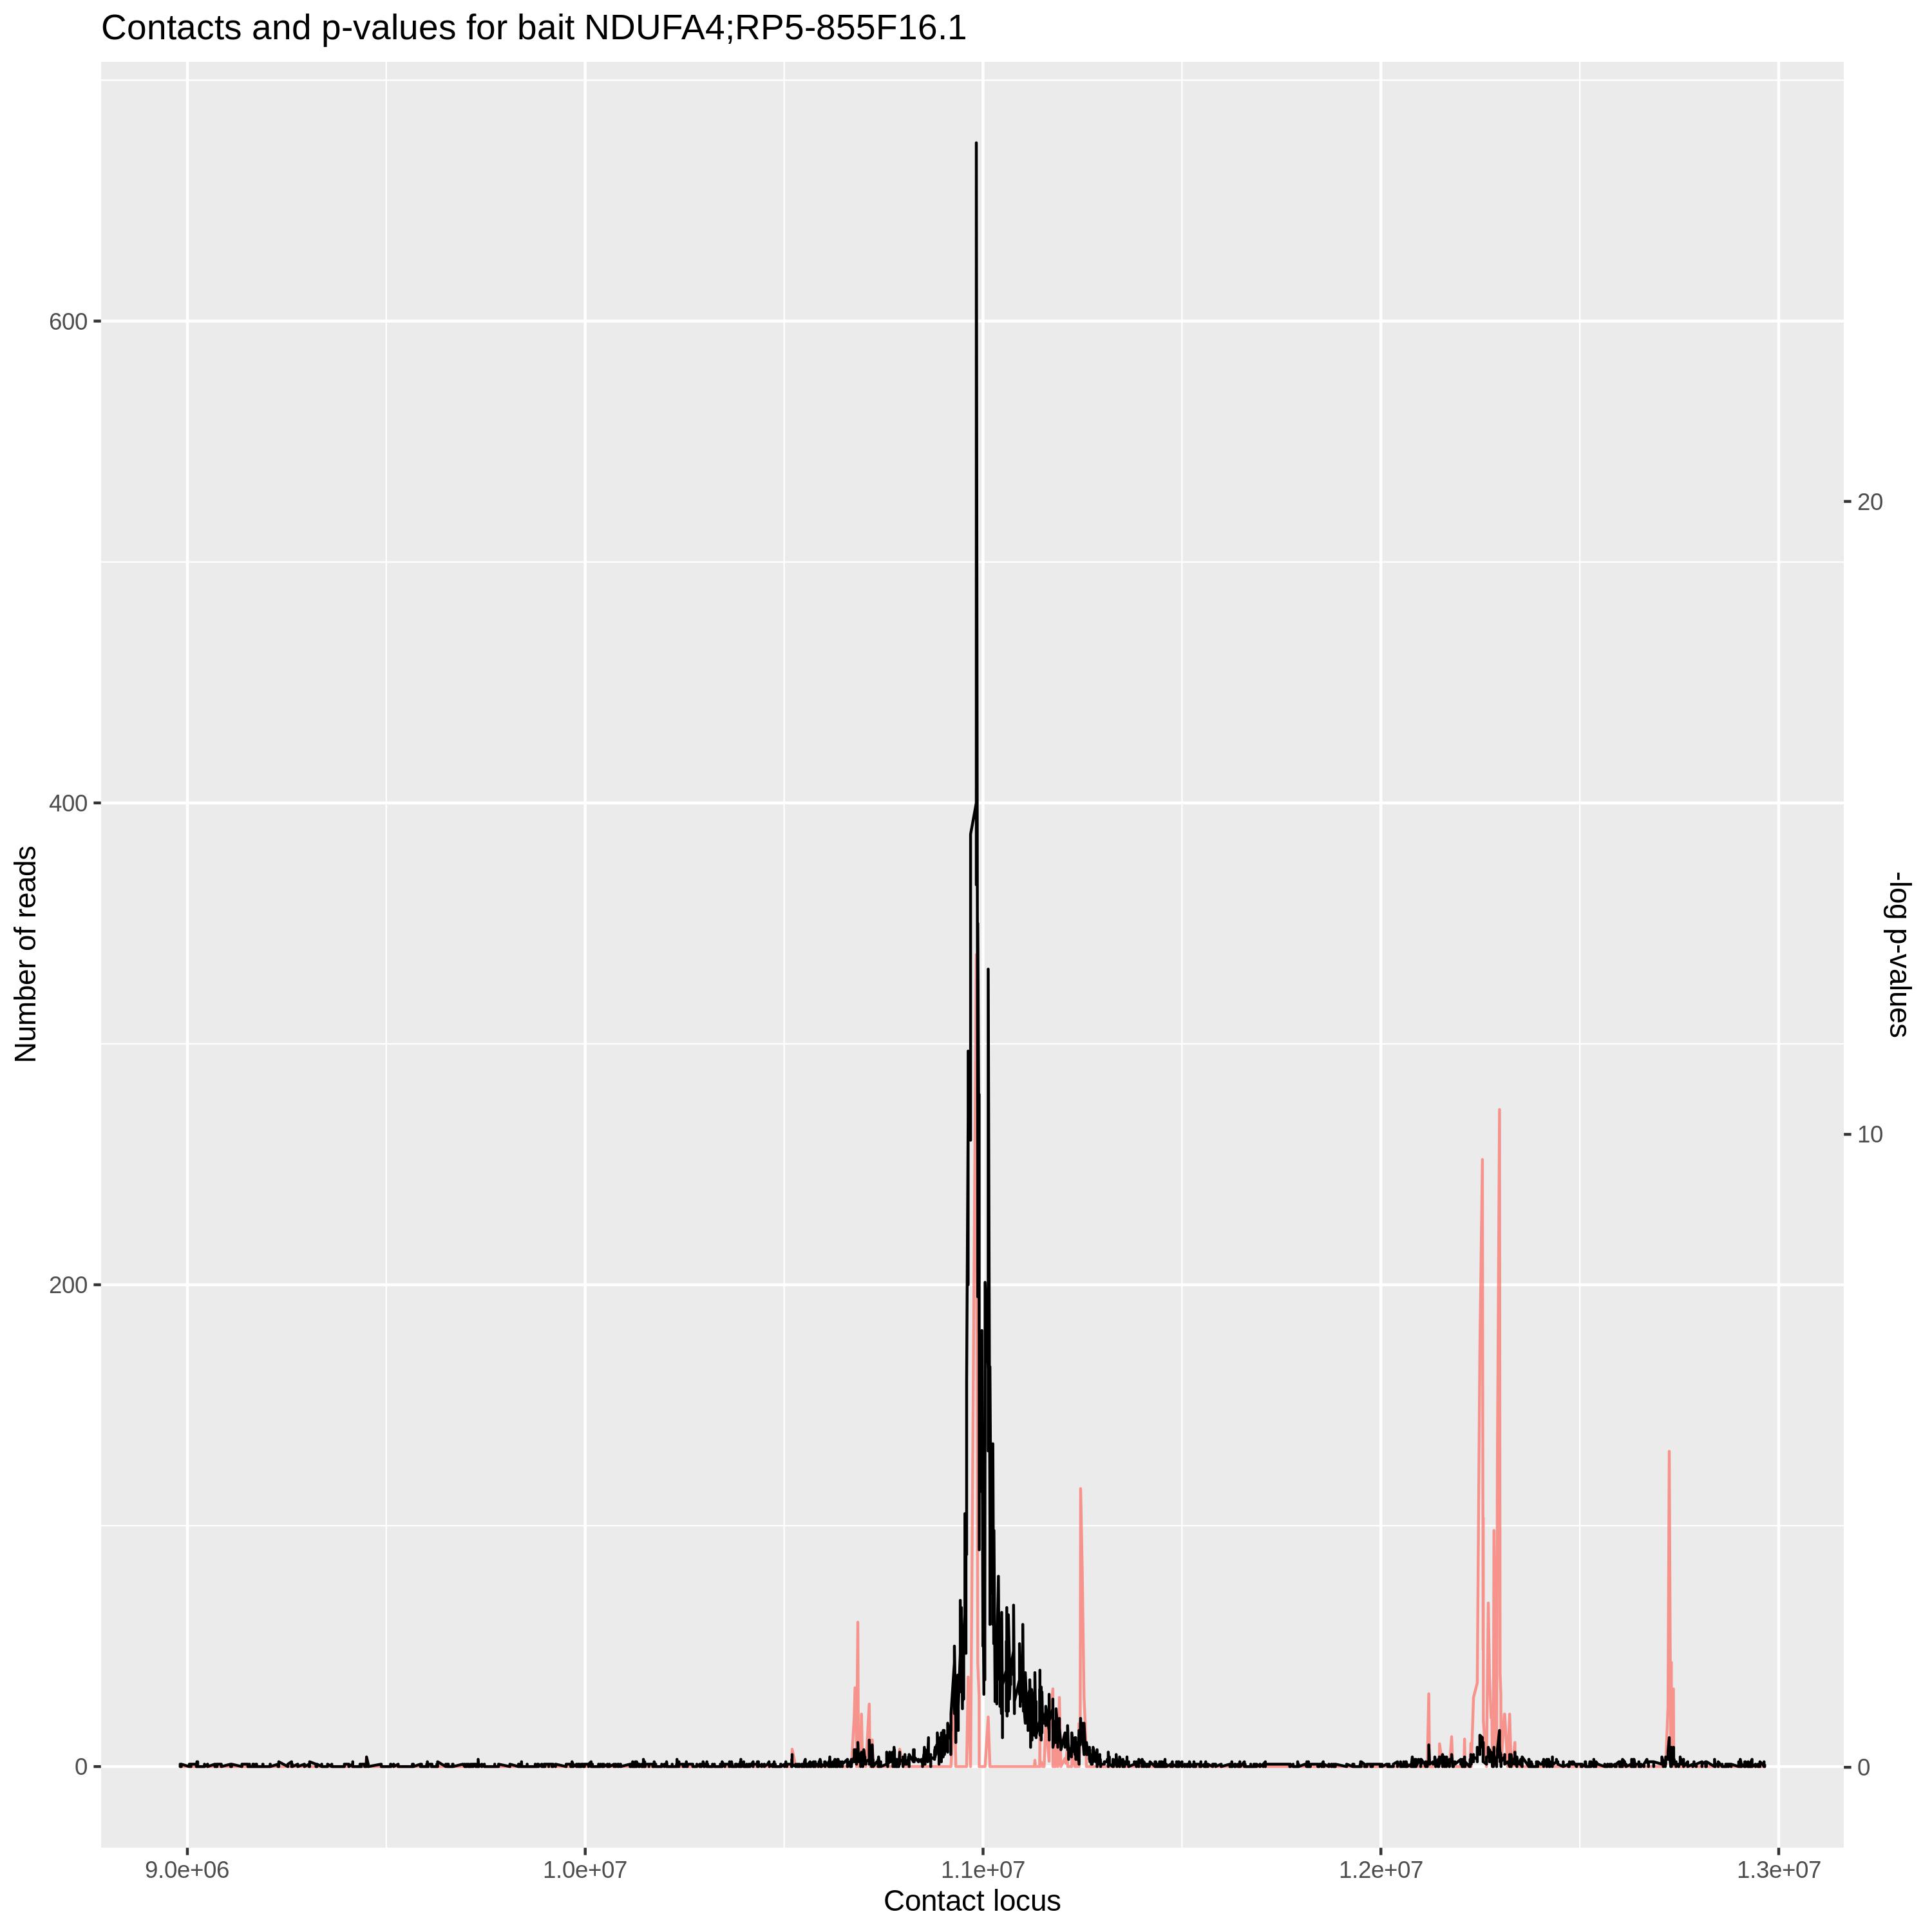 Contacts and p-values for bait NDUFA4;RP5-855F16.1
600
400
200
0
Number of reads
20
10
0
-log p-values
9.0e+06
1.0e+07
1.1e+07
1.2e+07
1.3e+07
Contact locus